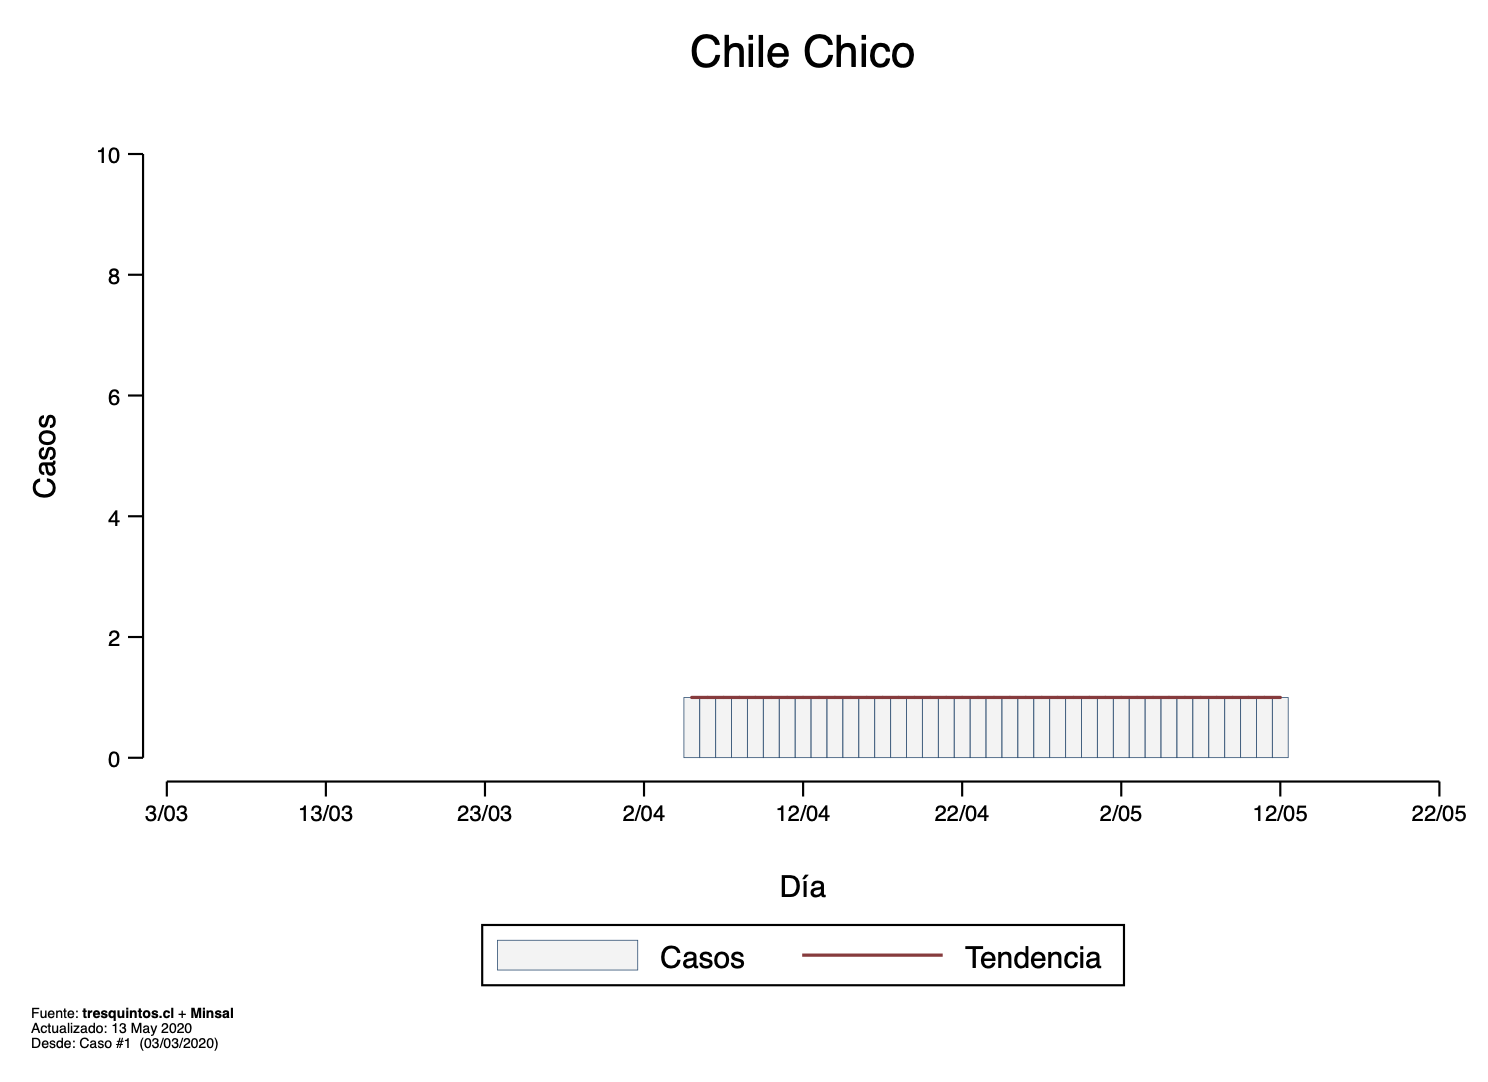 Chile Chico
10
8
6
4
2
0
Casos
3/03 13/03 23/03 2/04 12/04 22/04 2/05 12/05 22/05
Día
Casos Tendencia
Fuente: tresquintos.cl + Minsal
Actualizado: 13 May 2020
Desde: Caso #1 (03/03/2020)